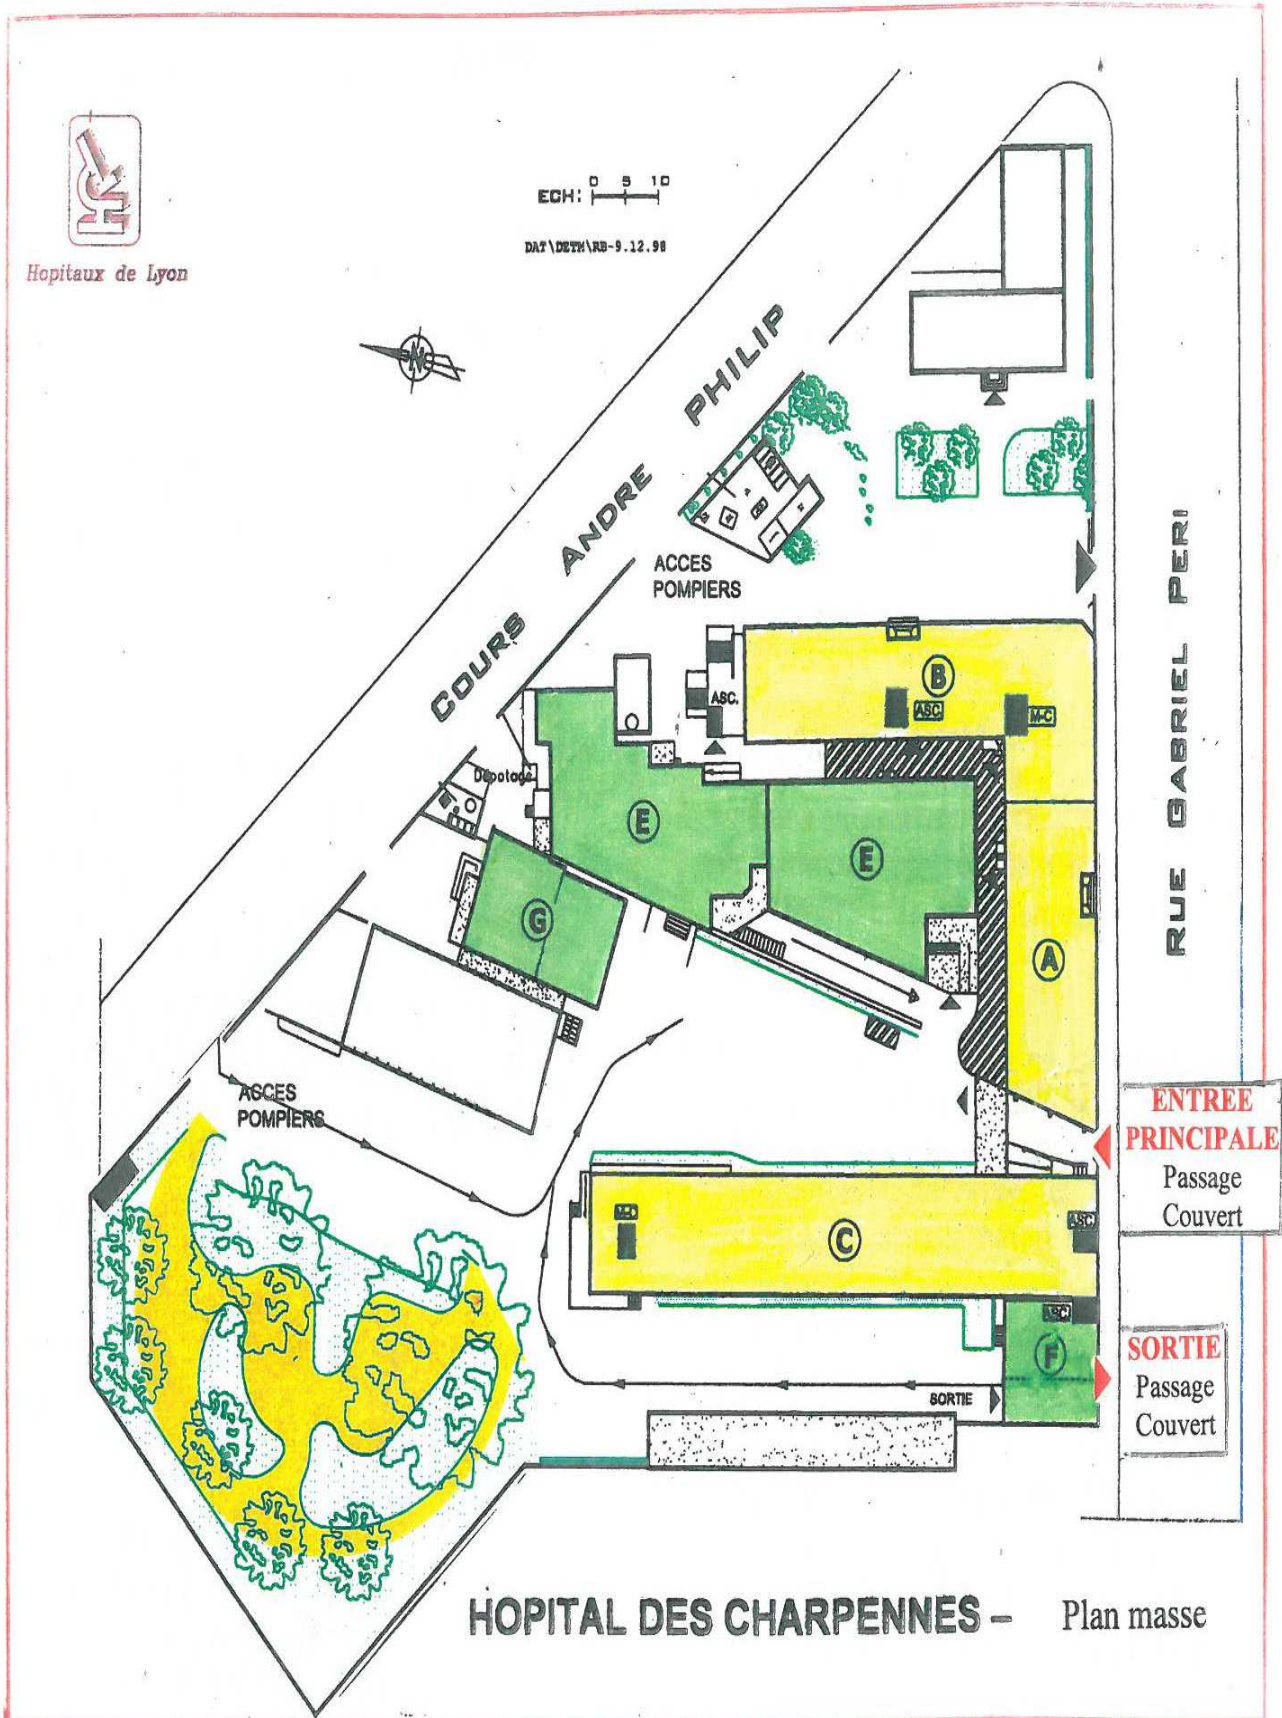 Hopitaux de Lyon
ECH: 0 5 10
DAT\DETM\RB-9.12.98
N
COURS ANDRE PHILIP
RUE GABRIEL PERI
ACCES
POMPIERS
B
ASC.
ASC.
M-C
Dépotage
E
E
G
A
ACCES
POMPIERS
ENTREE
PRINCIPALE
Passage
Couvert
M-C
C
ASC.
ASC.
F
SORTIE
SORTIE
Passage
Couvert
HOPITAL DES CHARPENNES – Plan masse